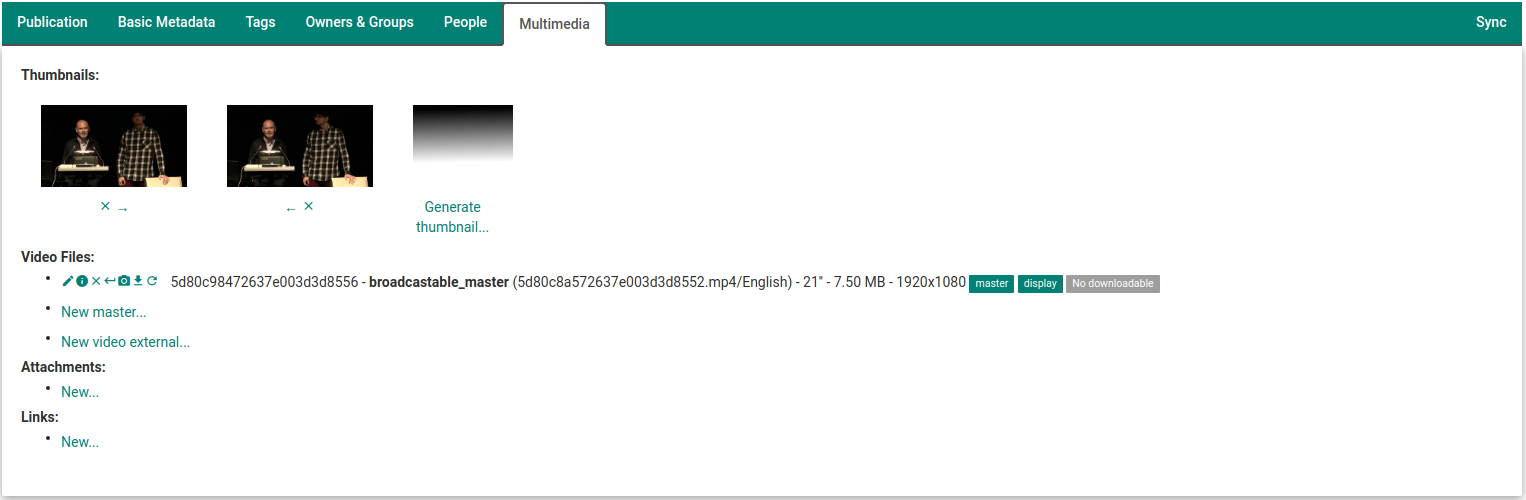 Publication Basic Metadata Tags Owners & Groups People Multimedia Sync
Thumbnails:
× → ← × Generate
thumbnail...
Video Files:
5d80c98472637e003d3d8556 - broadcastable_master (5d80c8a572637e003d3d8552.mp4/English) - 21" - 7.50 MB - 1920x1080 master display No downloadable
New master...
New video external...
Attachments:
New...
Links:
New...